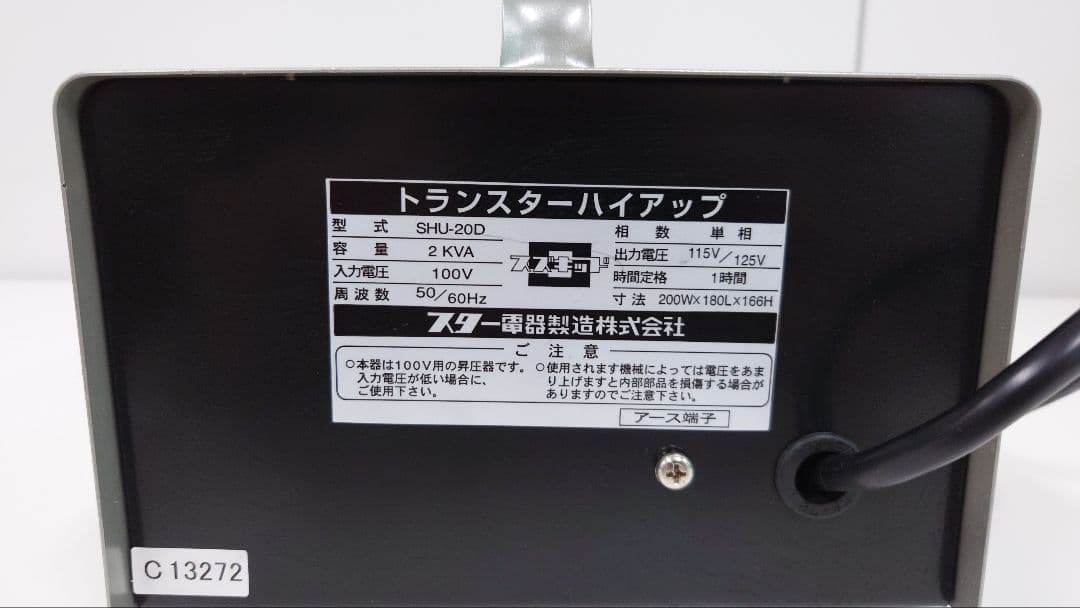 トランスターハイアップ
型式 SHU-20D
容量 2KVA
入力電圧 100V
周波数 50/60Hz
スズキッド
相数 単相
出力電圧 115V/125V
時間定格 1時間
寸法 200W×180L×166H
スター電器製造株式会社
ご注意
○本器は100V用の昇圧器です。
入力電圧が低い場合に、
ご使用下さい。
○使用されます機械によっては電圧をあま
り上げますと内部部品を損傷する場合が
ありますのでご注意下さい。
アース端子
C 13272